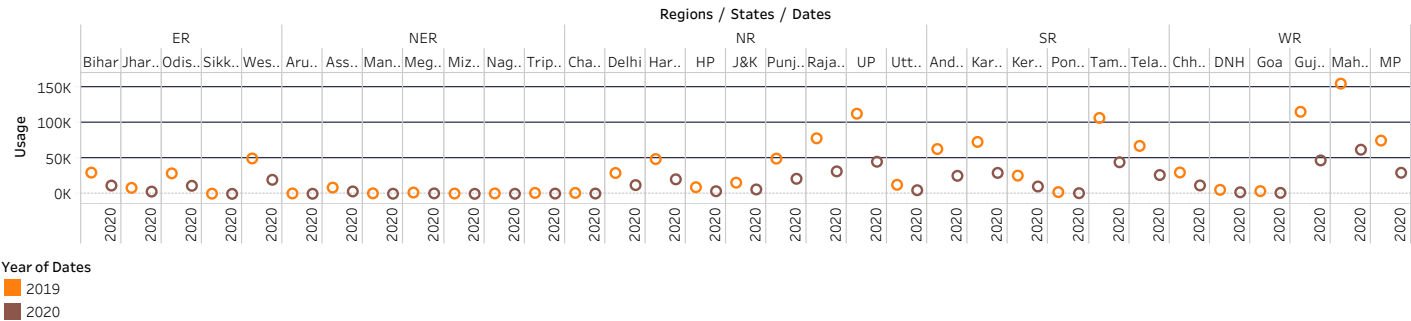 Regions / States / Dates
ER NER NR SR WR
Bihar Jhar.. Odis.. Sikk.. Wes.. Aru.. Ass.. Man.. Meg.. Miz.. Nag.. Trip.. Cha.. Delhi Har.. HP J&K Punj.. Raja.. UP Utt.. And.. Kar.. Ker.. Pon.. Tam.. Tela.. Chh.. DNH Goa Guj.. Mah.. MP
150K
100K
50K
0K
Usage
2020 2020 2020 2020 2020 2020 2020 2020 2020 2020 2020 2020 2020 2020 2020 2020 2020 2020 2020 2020 2020 2020 2020 2020 2020 2020 2020 2020 2020 2020 2020 2020 2020
Year of Dates
2019
2020